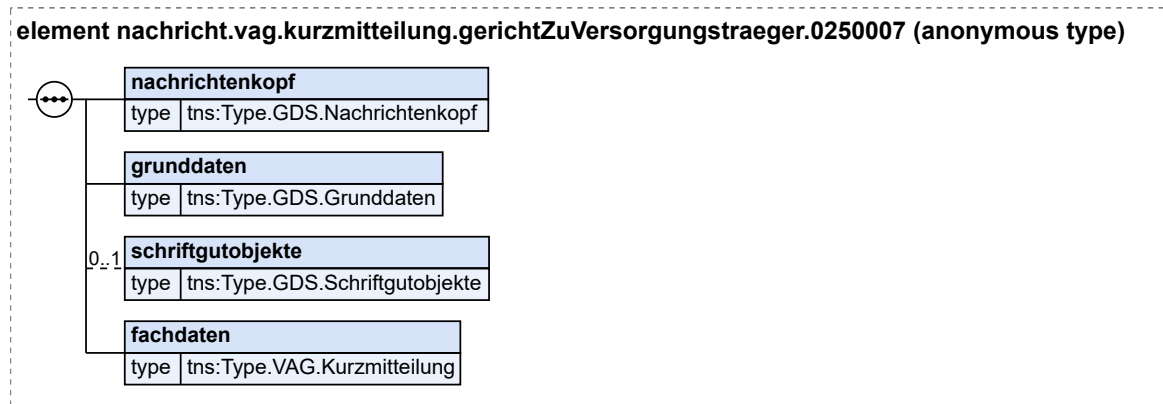 element nachricht.vag.kurzmitteilung.gerichtZuVersorgungstraeger.0250007 (anonymous type)
nachrichtenkopf
type tns:Type.GDS.Nachrichtenkopf
grunddaten
type tns:Type.GDS.Grunddaten
0..1 schriftgutobjekte
type tns:Type.GDS.Schriftgutobjekte
fachdaten
type tns:Type.VAG.Kurzmitteilung